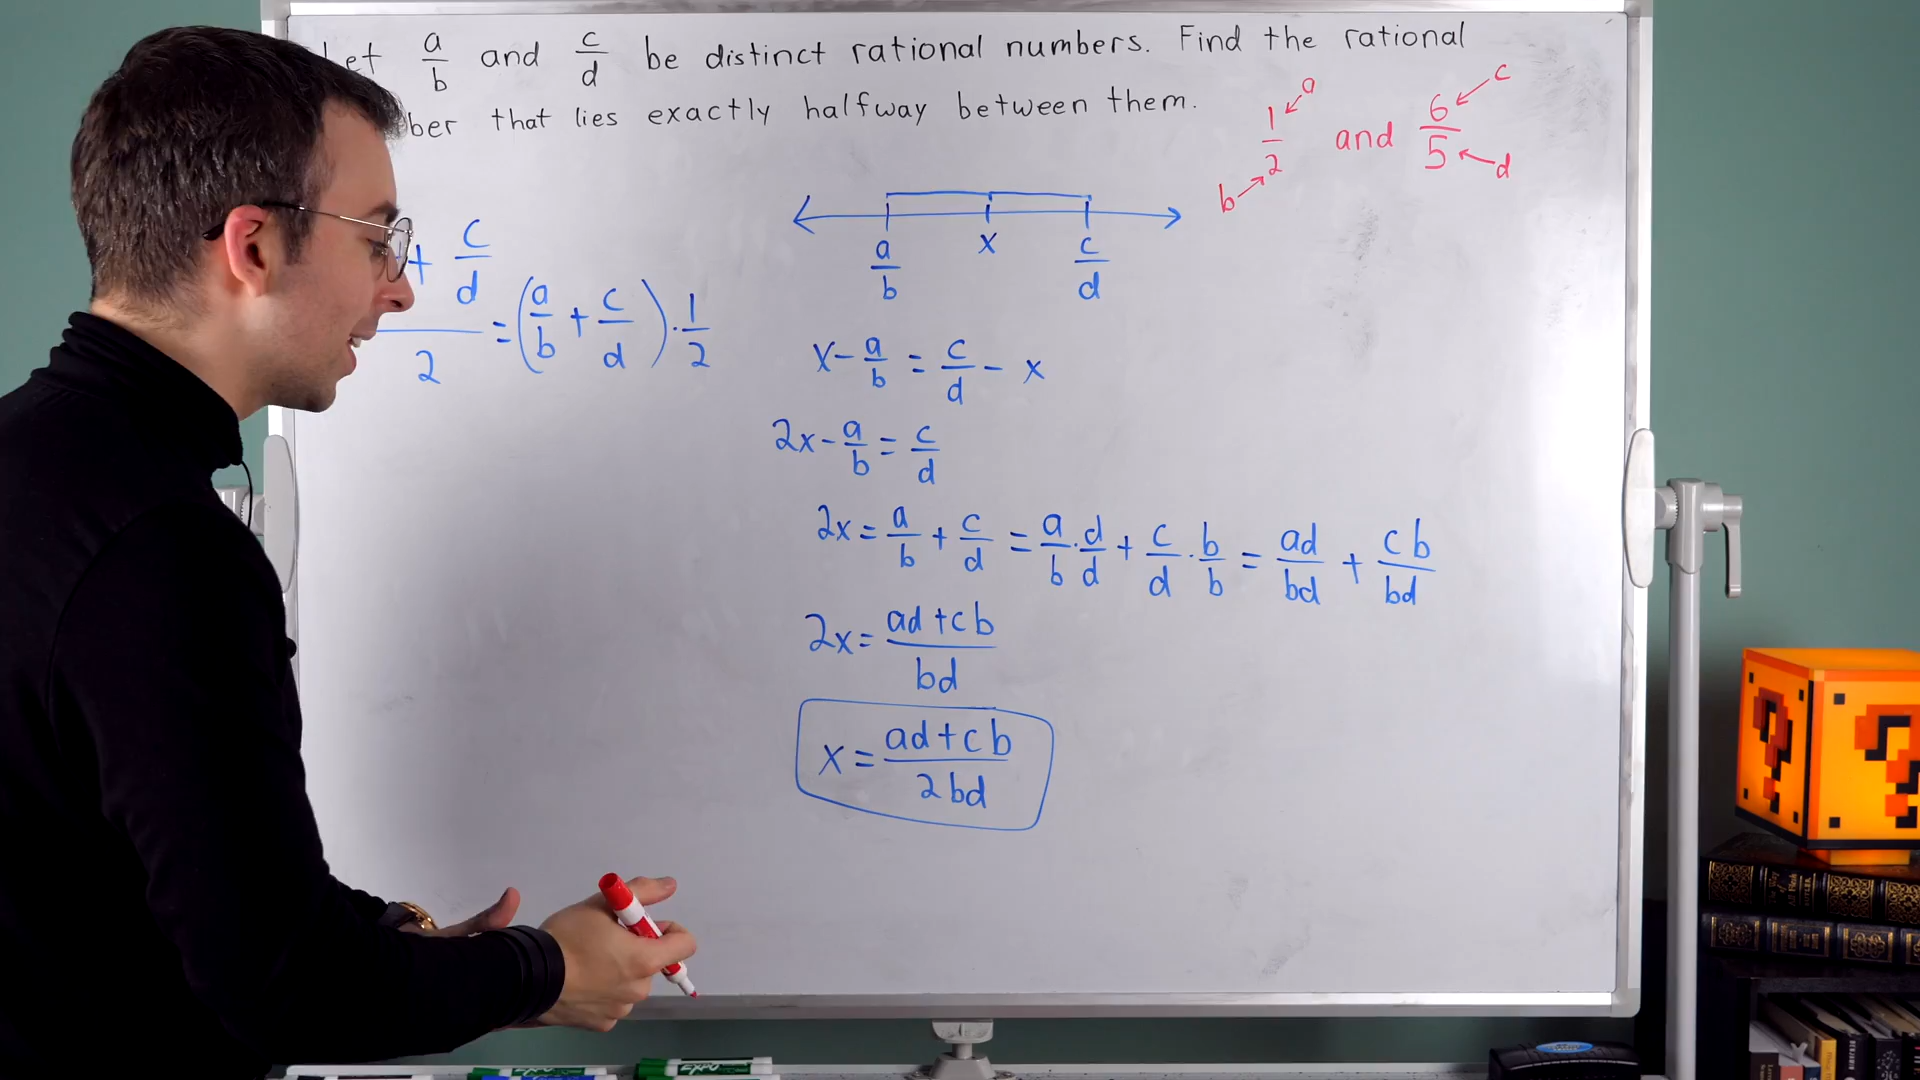 et a/b and c/d be distinct rational numbers. Find the rational
ber that lies exactly halfway between them.
1/2 and 6/5
a
b
c
d
a/b x c/d
+ c/d
2
= (a/b + c/d) · 1/2
x - a/b = c/d - x
2x - a/b = c/d
2x = a/b + c/d = a/b · d/d + c/d · b/b = ad/bd + cb/bd
2x = ad + cb/bd
x = ad + cb/2bd